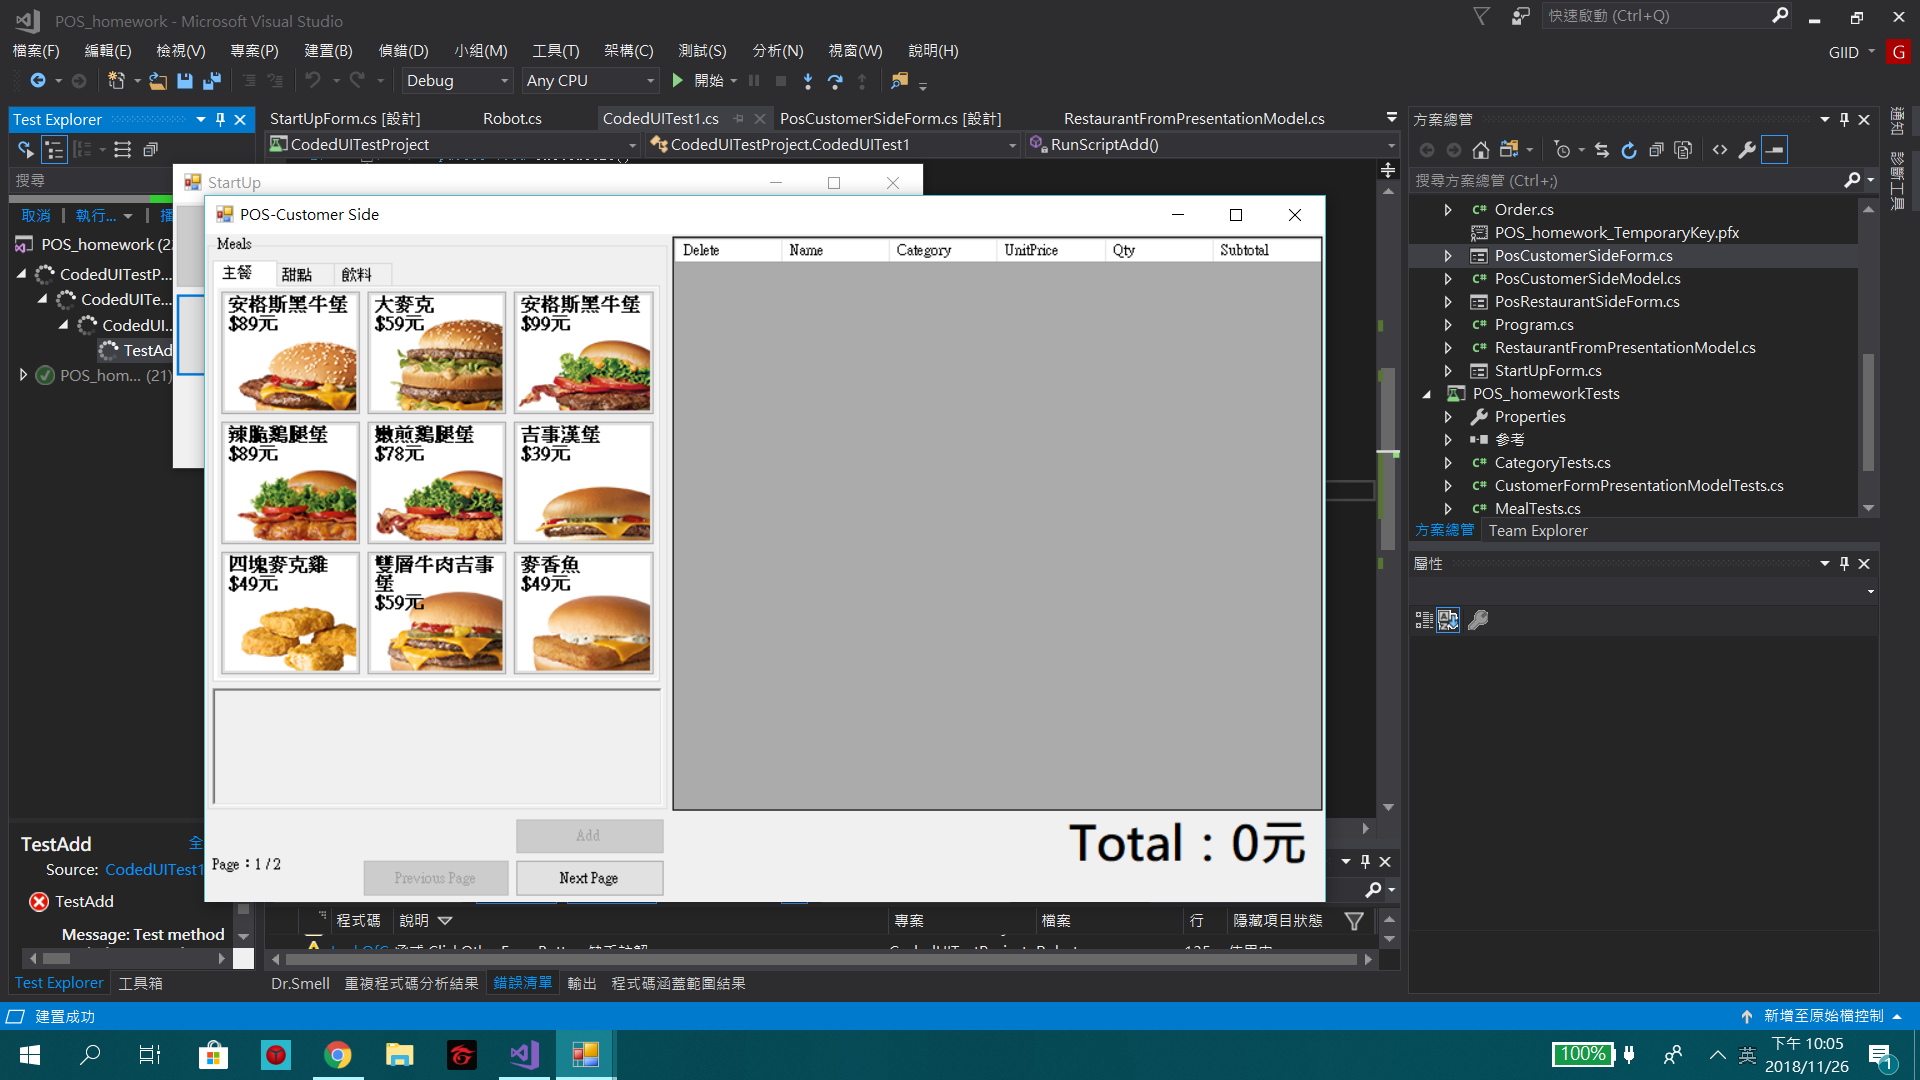 POS_homework - Microsoft Visual Studio
快速啟動 (Ctrl+Q)
檔案(F) 編輯(E) 檢視(V) 專案(P) 建置(B) 偵錯(D) 小組(M) 工具(T) 架構(C) 測試(S) 分析(N) 視窗(W) 說明(H)
GIID G
Debug Any CPU 開始
Test Explorer
StartUpForm.cs [設計] Robot.cs CodedUITest1.cs PosCustomerSideForm.cs [設計] RestaurantFromPresentationModel.cs
CodedUITestProject CodedUITestProject.CodedUITest1 RunScriptAdd()
搜尋
取消 執行...
POS_homework (2
CodedUITestP...
CodedUITe...
CodedUI...
TestAdd
POS_hom... (21)
StartUp
POS-Customer Side
Meals
主餐 甜點 飲料
安格斯黑牛堡
$89元
大麥克
$59元
安格斯黑牛堡
$99元
辣脆雞腿堡
$89元
嫩煎雞腿堡
$78元
吉事漢堡
$39元
四塊麥克雞
$49元
雙層牛肉吉事
堡
$59元
麥香魚
$49元
Add
Page：1 / 2
Previous Page
Next Page
Delete Name Category UnitPrice Qty Subtotal
Total：0元
方案總管
搜尋方案總管 (Ctrl+;)
Order.cs
POS_homework_TemporaryKey.pfx
PosCustomerSideForm.cs
PosCustomerSideModel.cs
PosRestaurantSideForm.cs
Program.cs
RestaurantFromPresentationModel.cs
StartUpForm.cs
POS_homeworkTests
Properties
參考
CategoryTests.cs
CustomerFormPresentationModelTests.cs
MealTests.cs
方案總管 Team Explorer
屬性
通知
診斷工具
TestAdd
全
Source: CodedUITest1
TestAdd
Message: Test method
Test Explorer 工具箱
程式碼 說明 專案 檔案 行 隱藏項目狀態
Dr.Smell 重複程式碼分析結果 錯誤清單 輸出 程式碼涵蓋範圍結果
建置成功
新增至原始檔控制
100%
英
下午 10:05
2018/11/26
1